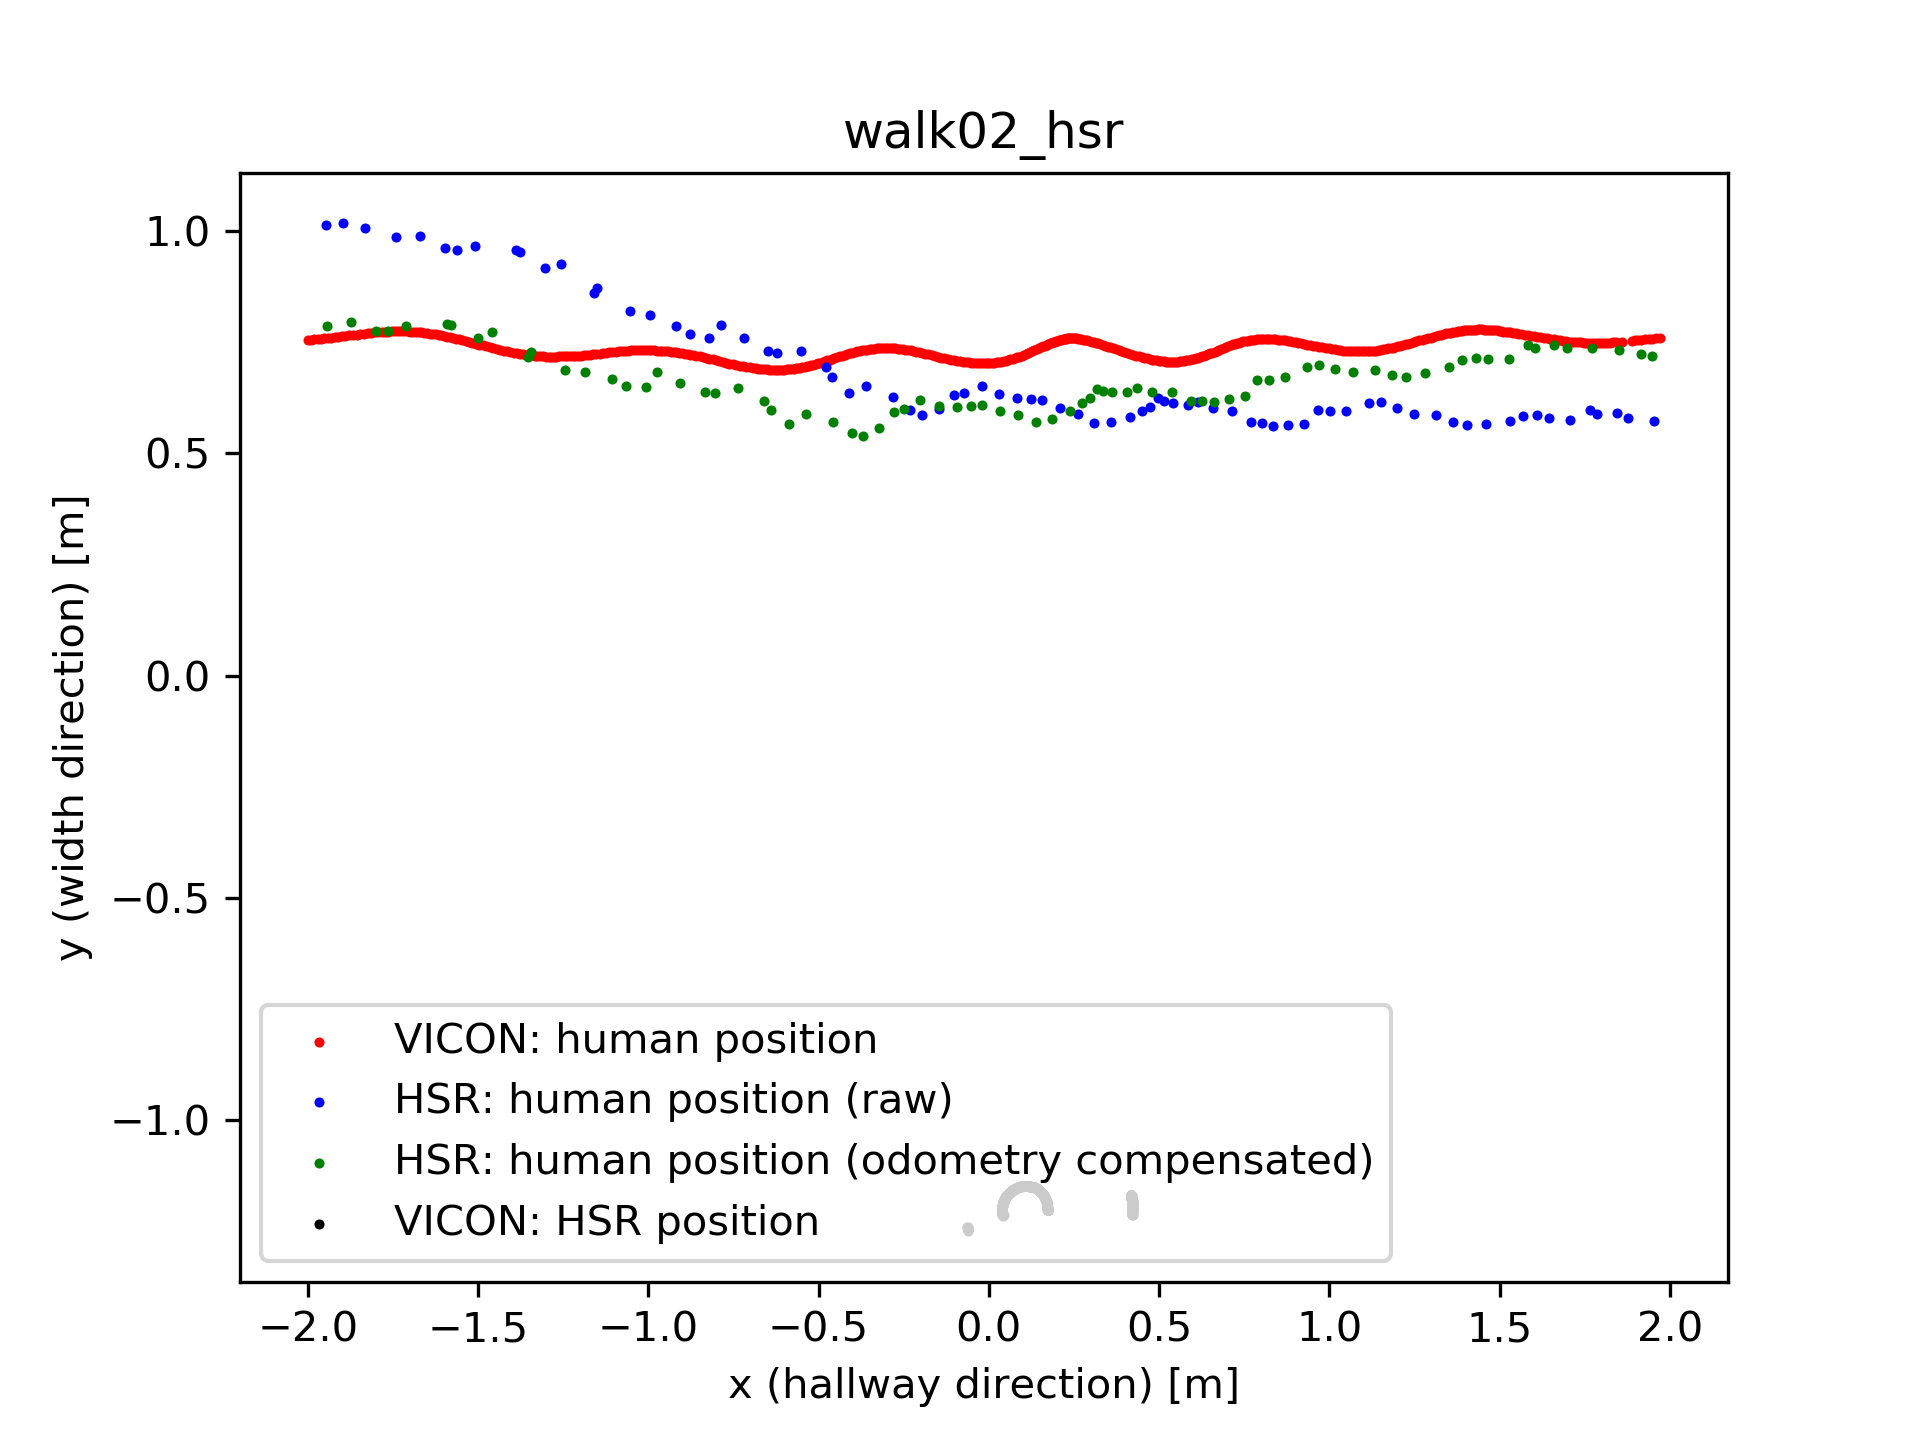 walk02_hsr
1.0
0.5
0.0
−0.5
−1.0
y (width direction) [m]
VICON: human position
HSR: human position (raw)
HSR: human position (odometry compensated)
VICON: HSR position
−2.0 −1.5 −1.0 −0.5 0.0 0.5 1.0 1.5 2.0
x (hallway direction) [m]